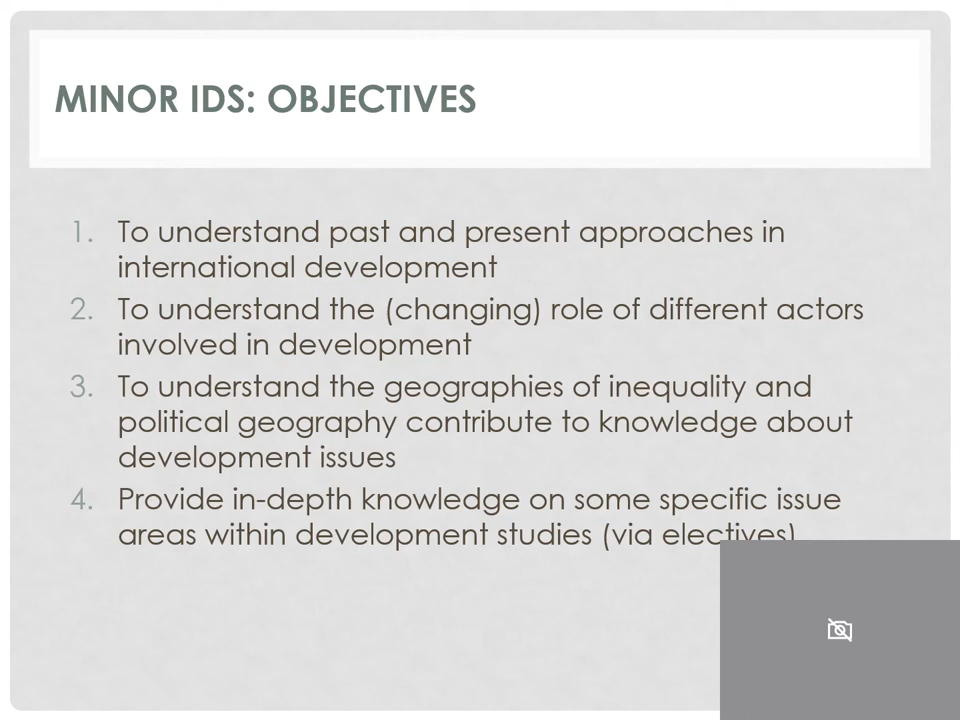 MINOR IDS: OBJECTIVES
1. To understand past and present approaches in
international development
2. To understand the (changing) role of different actors
involved in development
3. To understand the geographies of inequality and
political geography contribute to knowledge about
development issues
4. Provide in-depth knowledge on some specific issue
areas within development studies (via electives)